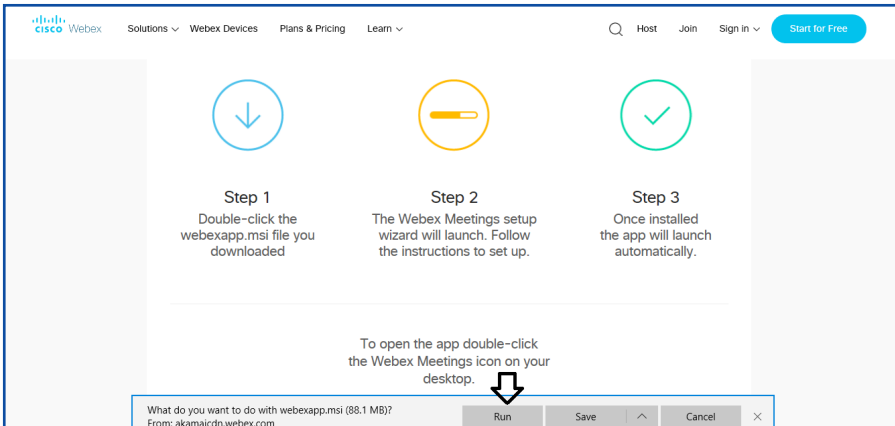 cisco Webex Solutions Webex Devices Plans & Pricing Learn Host Join Sign in Start for Free
Step 1
Double-click the
webexapp.msi file you
downloaded
Step 2
The Webex Meetings setup
wizard will launch. Follow
the instructions to set up.
Step 3
Once installed
the app will launch
automatically.
To open the app double-click
the Webex Meetings icon on your
desktop.
What do you want to do with webexapp.msi (88.1 MB)?
From: akamaicdn.webex.com
Run Save Cancel